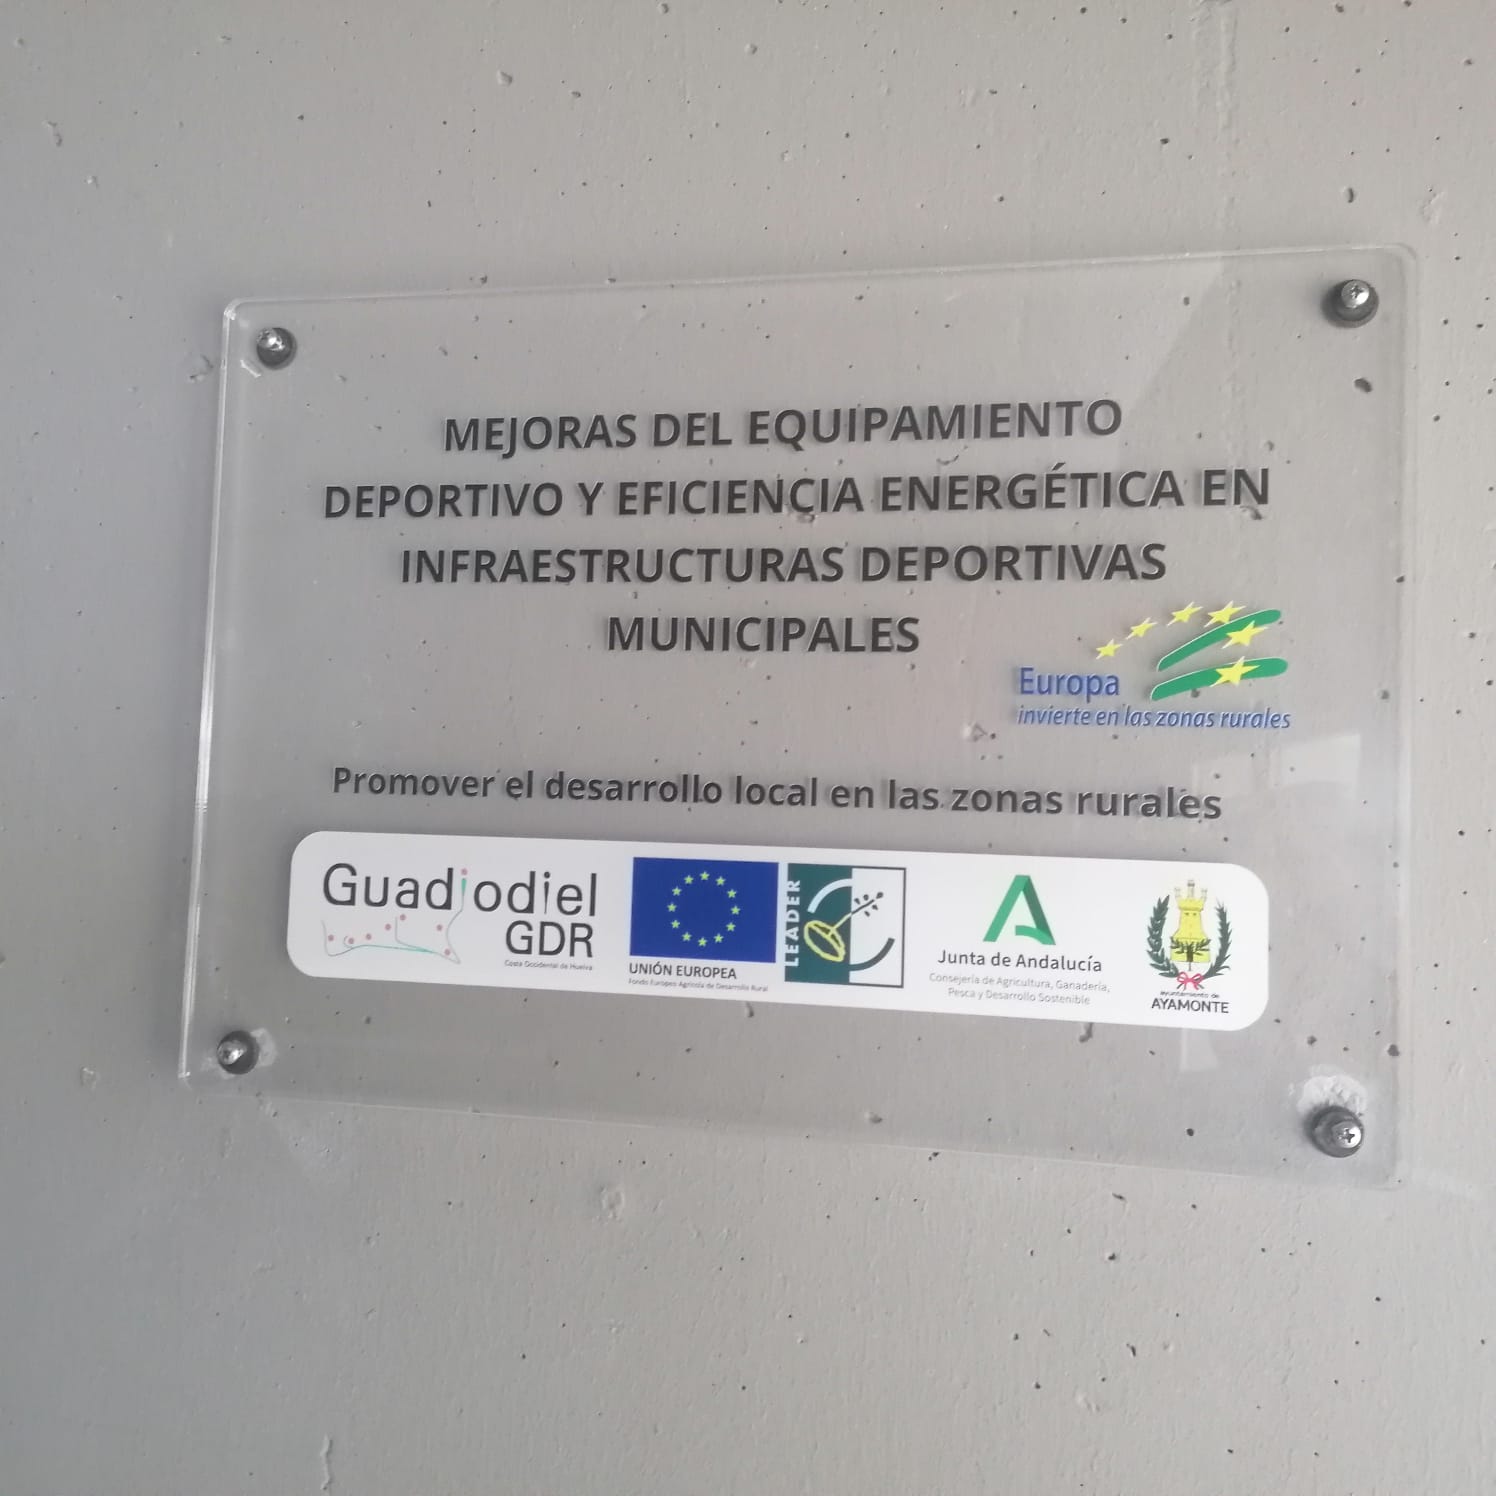 MEJORAS DEL EQUIPAMIENTO
DEPORTIVO Y EFICIENCIA ENERGÉTICA EN
INFRAESTRUCTURAS DEPORTIVAS
MUNICIPALES
Europa
invierte en las zonas rurales
Promover el desarrollo local en las zonas rurales
Guadiodiel
GDR
Costa Occidental de Huelva
UNIÓN EUROPEA
Fondo Europeo Agrícola de Desarrollo Rural
LEADER
Junta de Andalucía
Consejería de Agricultura, Ganadería,
Pesca y Desarrollo Sostenible
ayuntamiento de
AYAMONTE